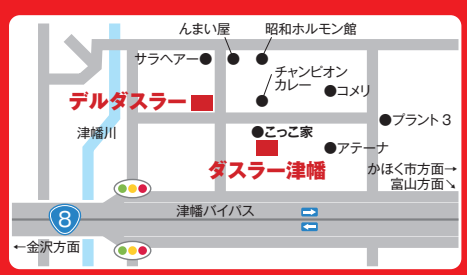 んまい屋
昭和ホルモン館
サラヘアー
チャンピオン
カレー
コメリ
デルダスラー
プラント3
津幡川
こっこ家
アテーナ
ダスラー津幡
かほく市方面→
富山方面↘
津幡バイパス
8
←金沢方面